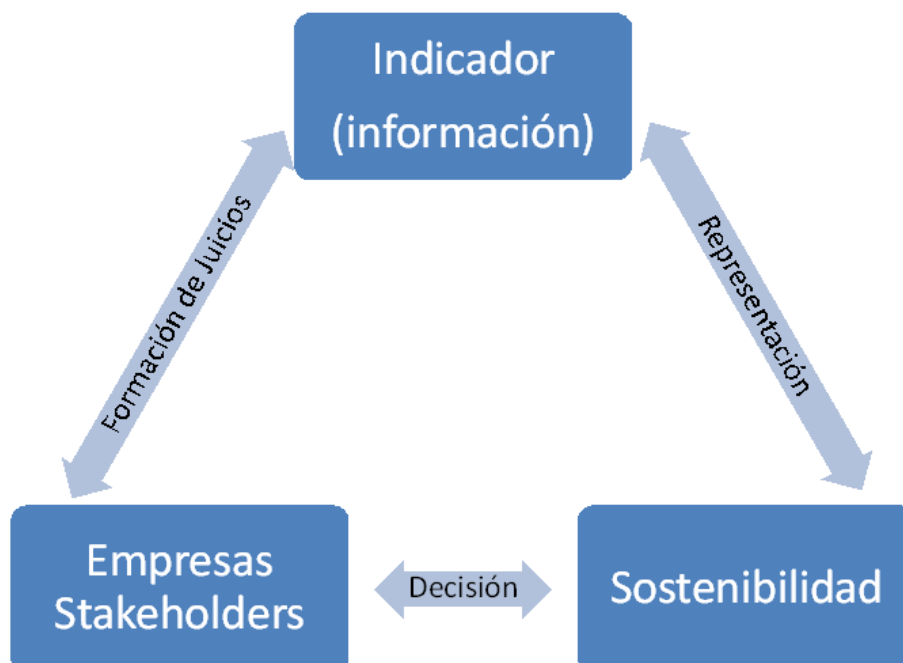 Indicador
(información)
Formación de Juicios
Representación
Empresas
Stakeholders
Decisión
Sostenibilidad